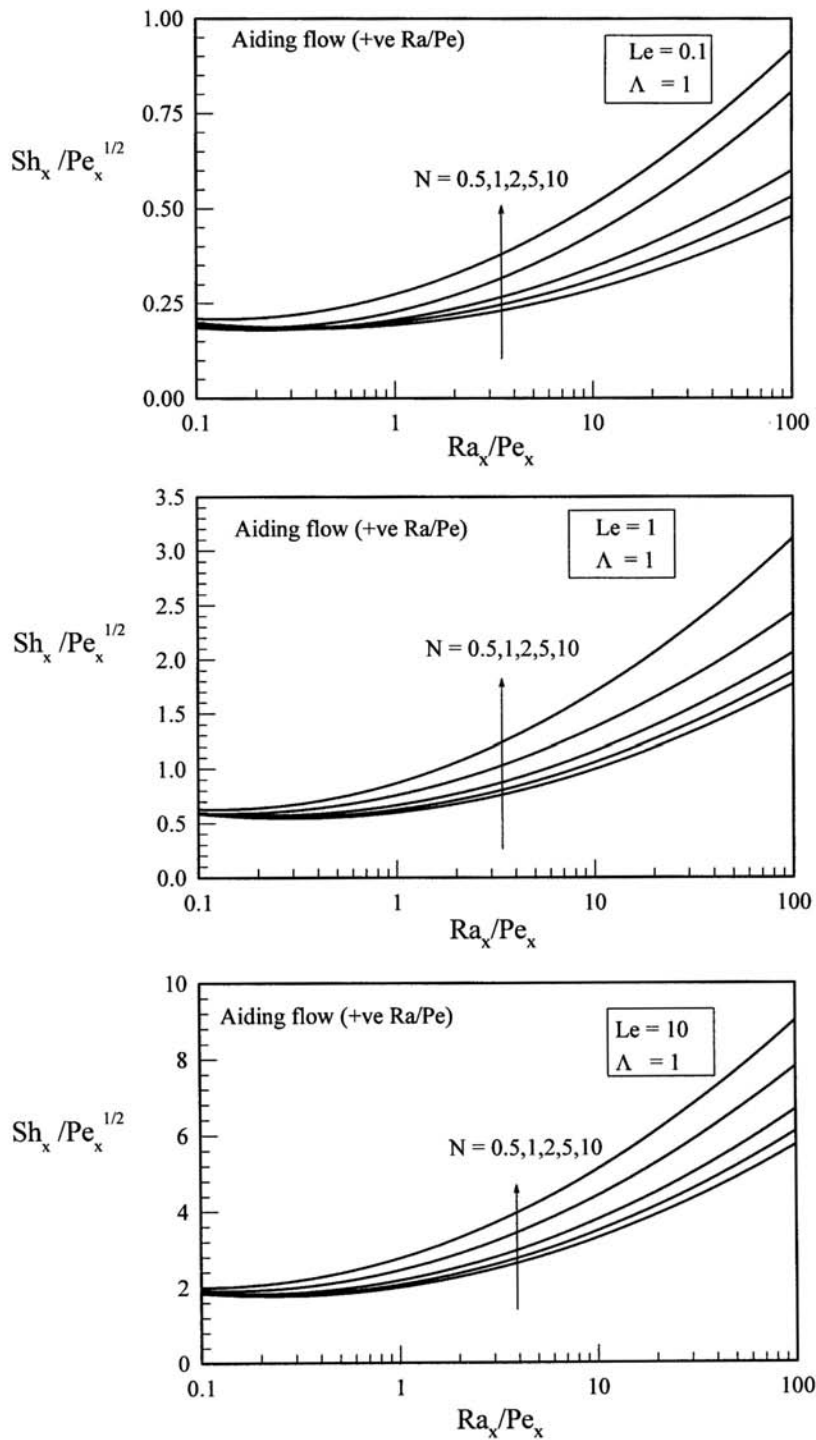 1.00
Aiding flow (+ve Ra/Pe)
Le = 0.1
Λ = 1
0.75
Sh_x /Pe_x^1/2
N = 0.5,1,2,5,10
0.50
0.25
0.00
0.1 1 10 100
Ra_x/Pe_x
3.5
Aiding flow (+ve Ra/Pe)
Le = 1
Λ = 1
3.0
2.5
Sh_x /Pe_x^1/2
N = 0.5,1,2,5,10
2.0
1.5
1.0
0.5
0.0
0.1 1 10 100
Ra_x/Pe_x
10
Aiding flow (+ve Ra/Pe)
Le = 10
Λ = 1
8
Sh_x /Pe_x^1/2
6
N = 0.5,1,2,5,10
4
2
0
0.1 1 10 100
Ra_x/Pe_x